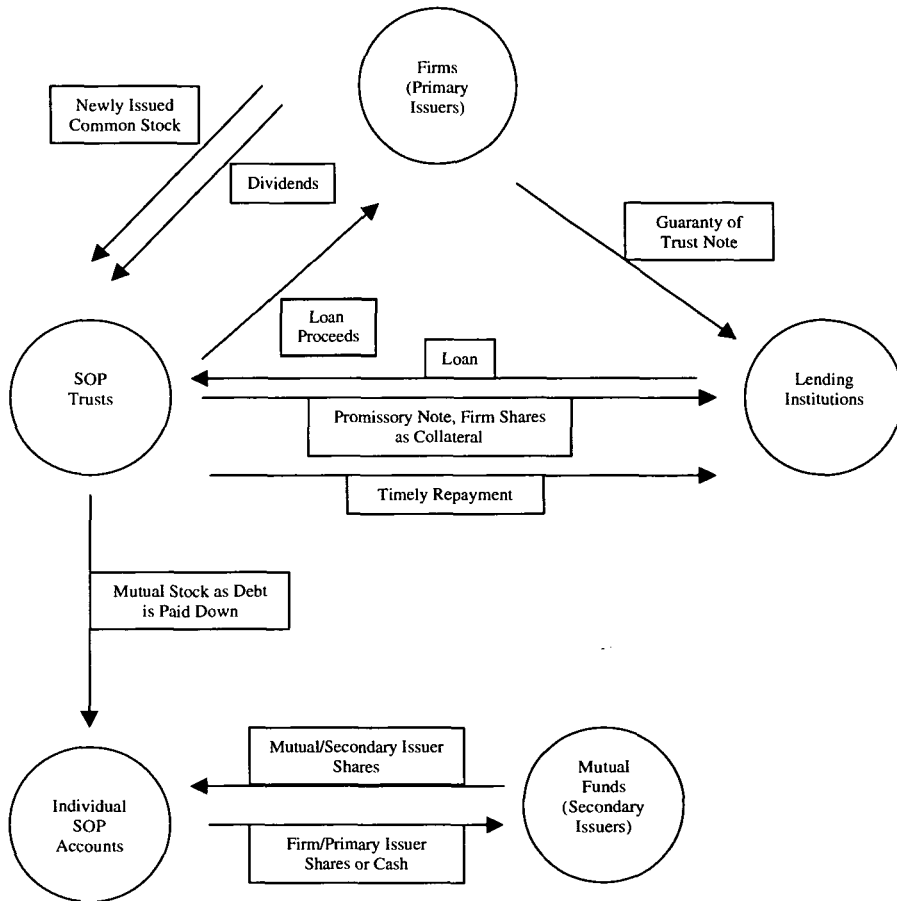 Firms
(Primary
Issuers)
Newly Issued
Common Stock
Dividends
Guaranty of
Trust Note
Loan
Proceeds
SOP
Trusts
Loan
Lending
Institutions
Promissory Note, Firm Shares
as Collateral
Timely Repayment
Mutual Stock as Debt
is Paid Down
Mutual/Secondary Issuer
Shares
Individual
SOP
Accounts
Mutual
Funds
(Secondary
Issuers)
Firm/Primary Issuer
Shares or Cash